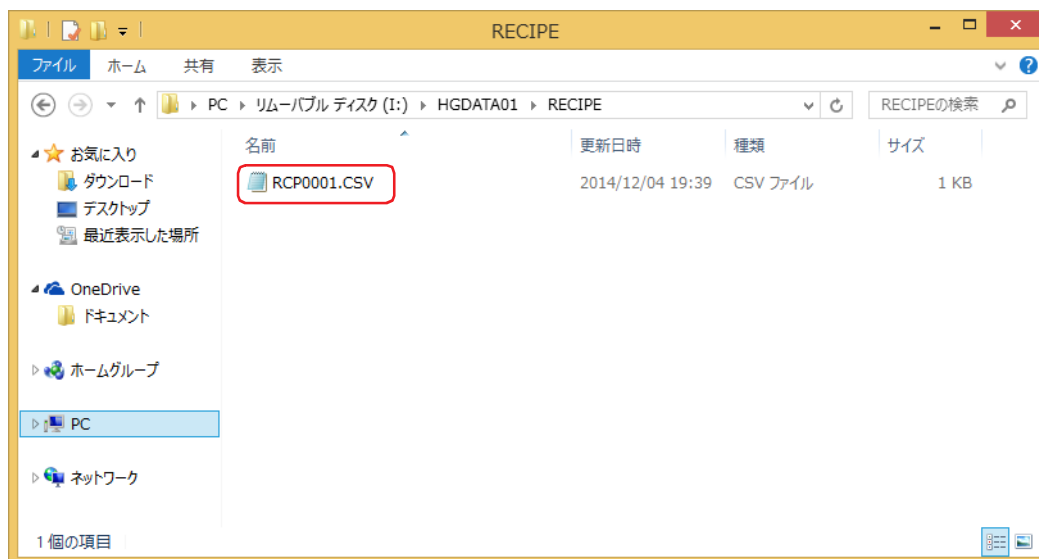 RECIPE
ファイル ホーム 共有 表示
PC リムーバブル ディスク (I:) HGDATA01 RECIPE RECIPEの検索
名前 更新日時 種類 サイズ
RCP0001.CSV 2014/12/04 19:39 CSV ファイル 1 KB
お気に入り
ダウンロード
デスクトップ
最近表示した場所
OneDrive
ドキュメント
ホームグループ
PC
ネットワーク
1 個の項目